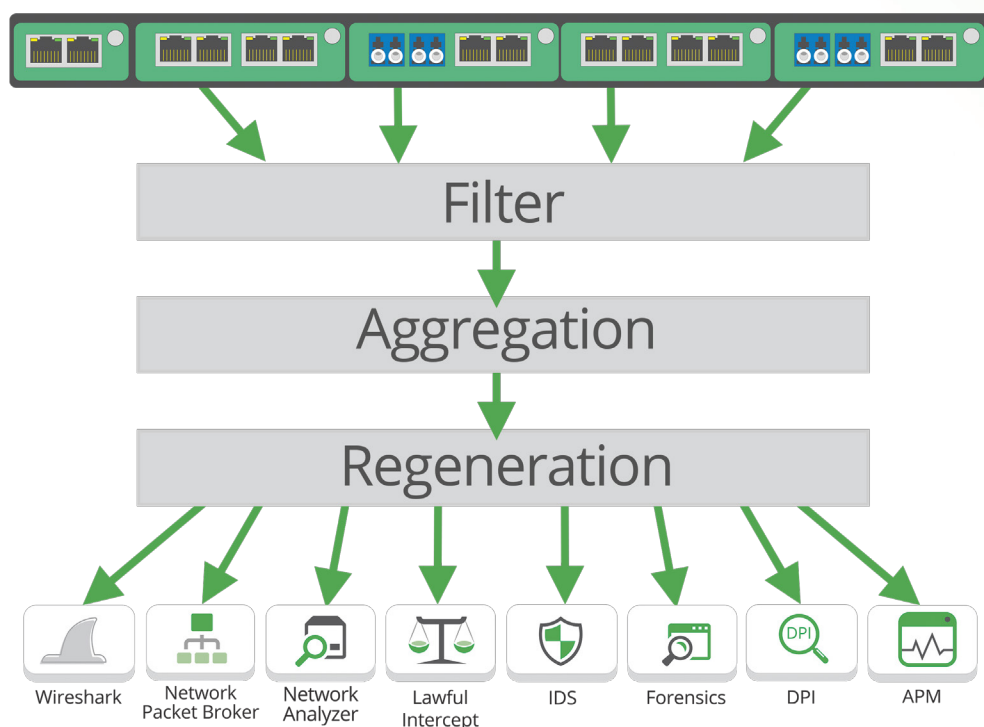 Filter
Aggregation
Regeneration
DPI
Wireshark
Network
Packet Broker
Network
Analyzer
Lawful
Intercept
IDS
Forensics
DPI
APM